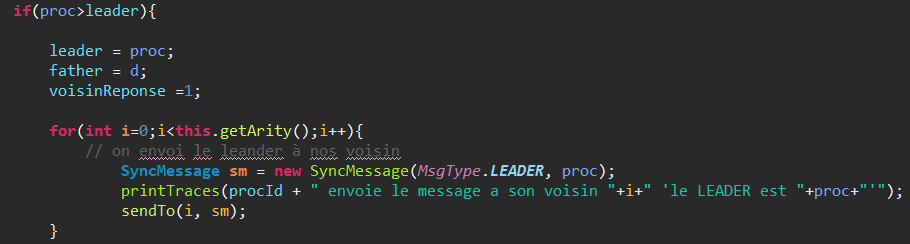 if(proc>leader){
leader = proc;
father = d;
voisinReponse =1;
for(int i=0;i<this.getArity();i++){
// on envoi le leander à nos voisin
SyncMessage sm = new SyncMessage(MsgType.LEADER, proc);
printTraces(procId + " envoie le message a son voisin "+i+" 'le LEADER est "+proc+"'");
sendTo(i, sm);
}